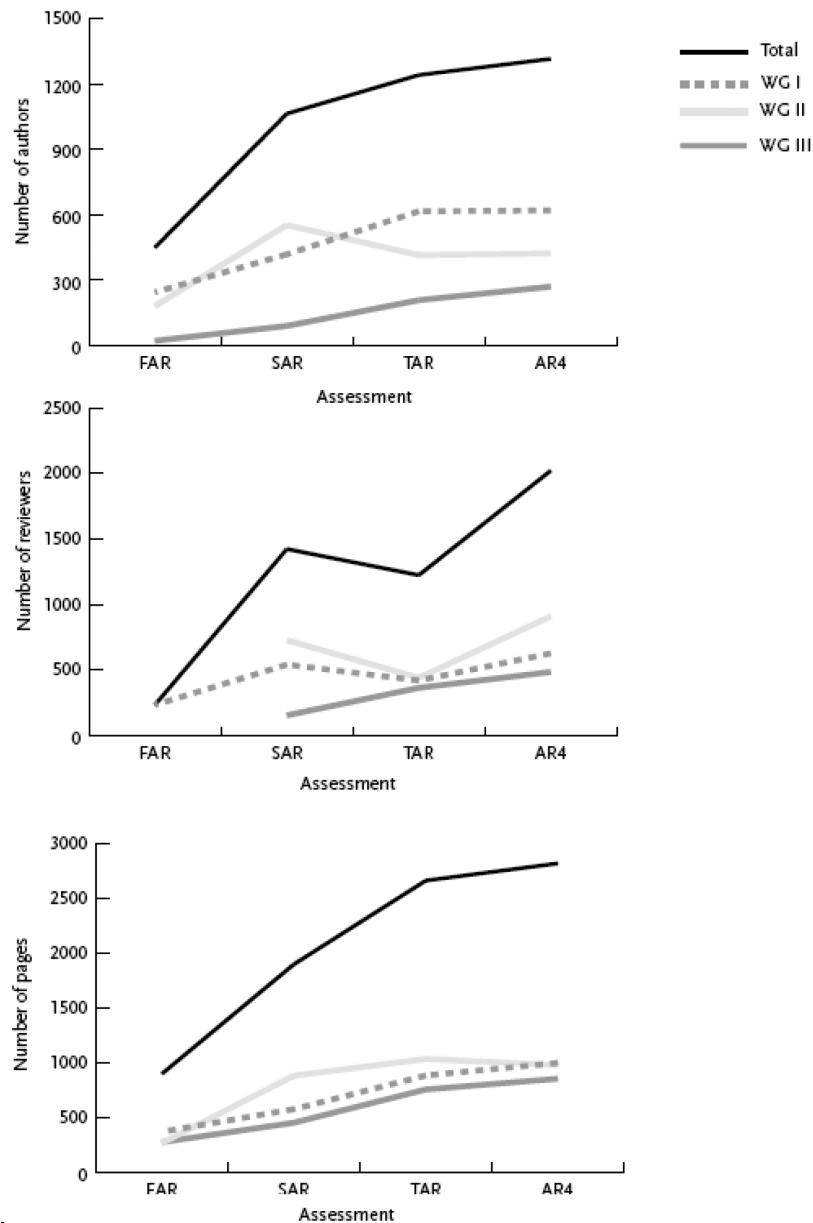 1500
1200
900
600
300
0
Number of authors
FAR SAR TAR AR4
Assessment
Total
WG I
WG II
WG III
2500
2000
1500
1000
500
0
Number of reviewers
FAR SAR TAR AR4
Assessment
3000
2500
2000
1500
1000
500
0
Number of pages
FAR SAR TAR AR4
Assessment